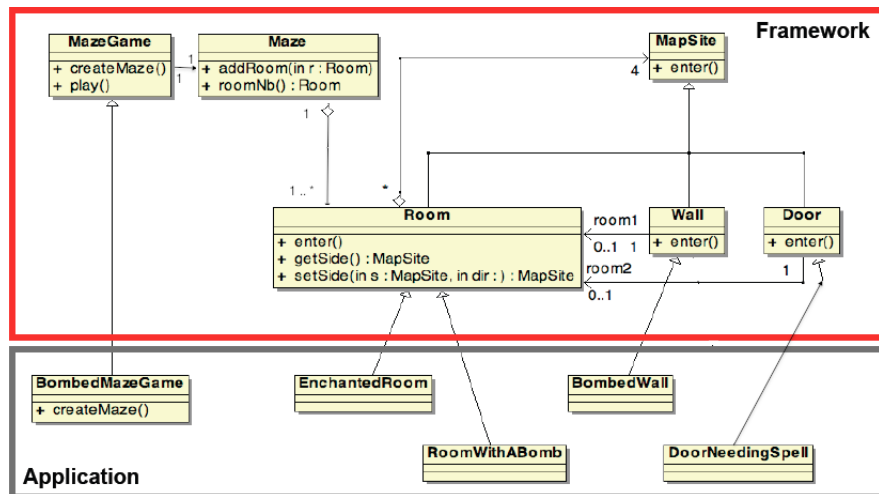 Framework
MazeGame
+ createMaze()
+ play()
1
1
Maze
+ addRoom(in r : Room)
+ roomNb() : Room
1
1..*
MapSite
+ enter()
4
*
Room
+ enter()
+ getSide() : MapSite
+ setSide(in s : MapSite, in dir : ) : MapSite
room1
0..1
1
Wall
+ enter()
Door
+ enter()
room2
0..1
1
BombedMazeGame
+ createMaze()
EnchantedRoom
BombedWall
RoomWithABomb
DoorNeedingSpell
Application